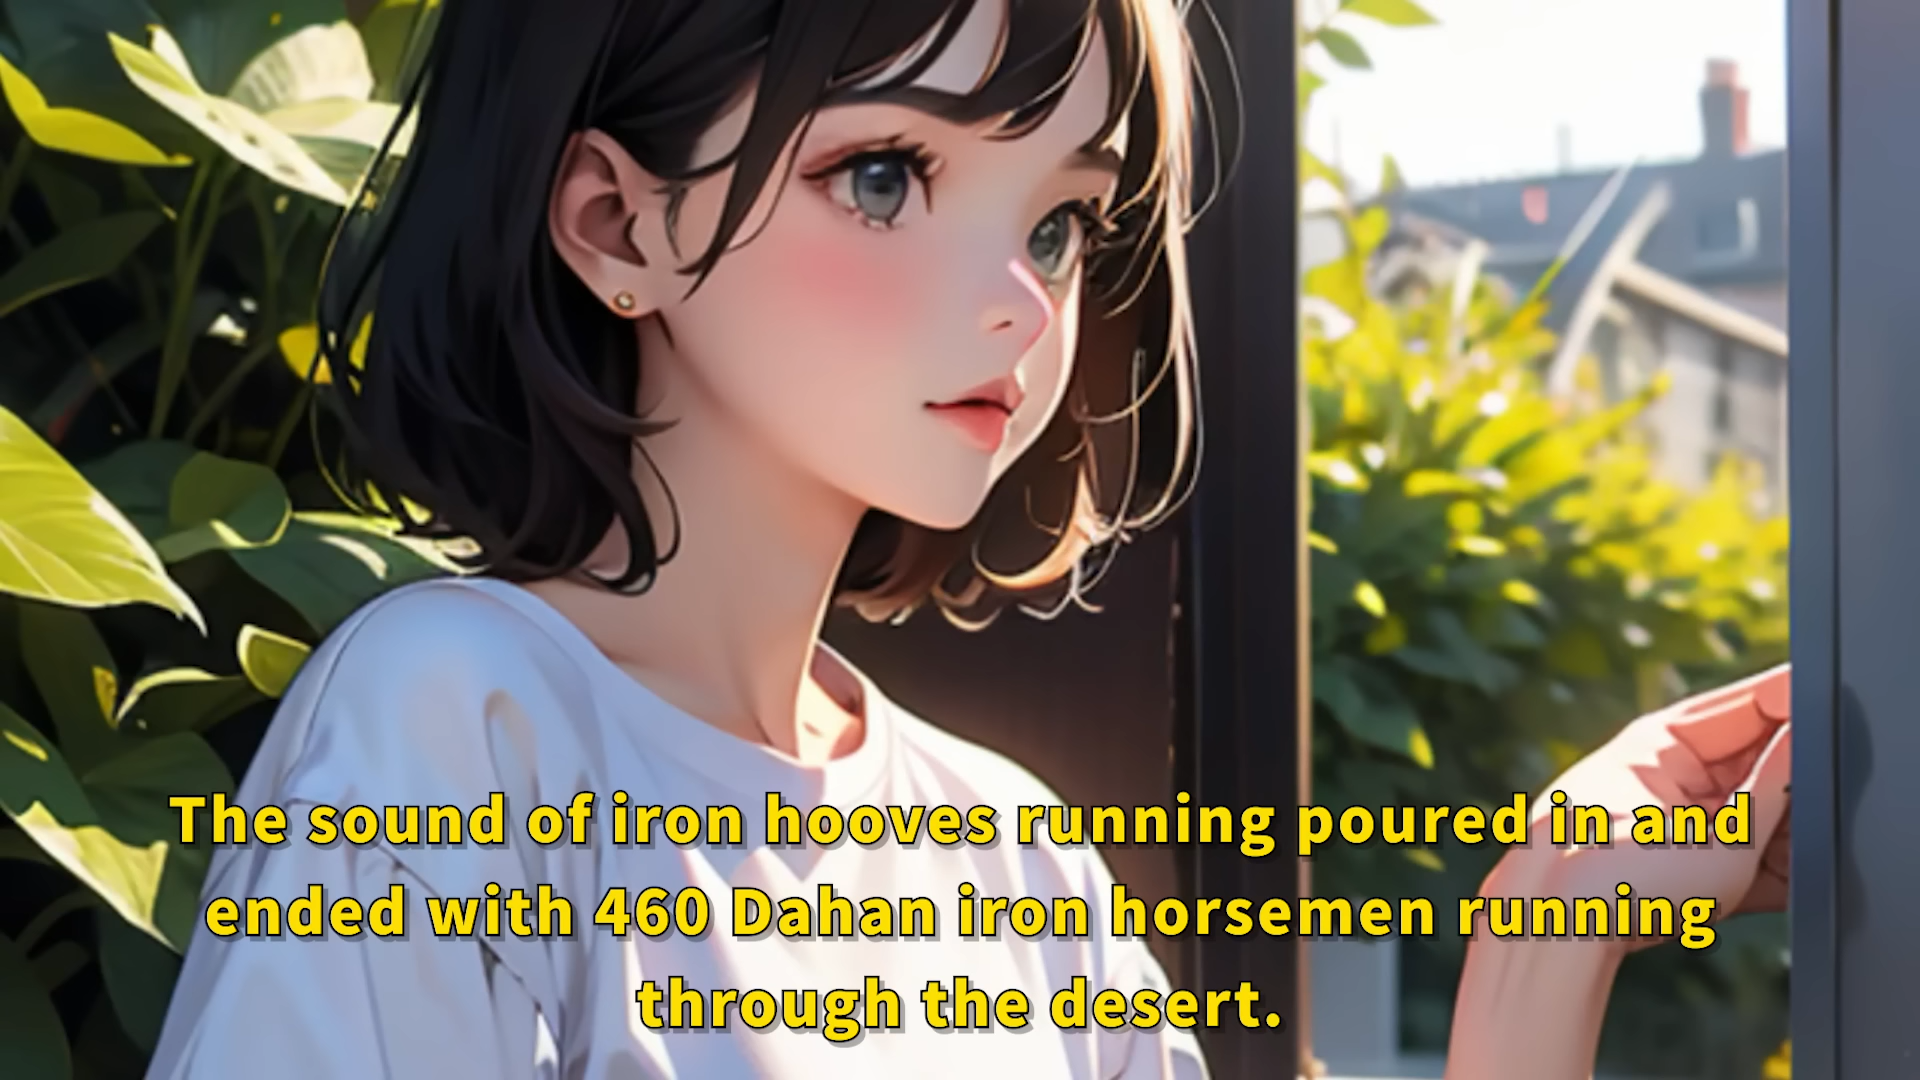 The sound of iron hooves running poured in and
ended with 460 Dahan iron horsemen running
through the desert.